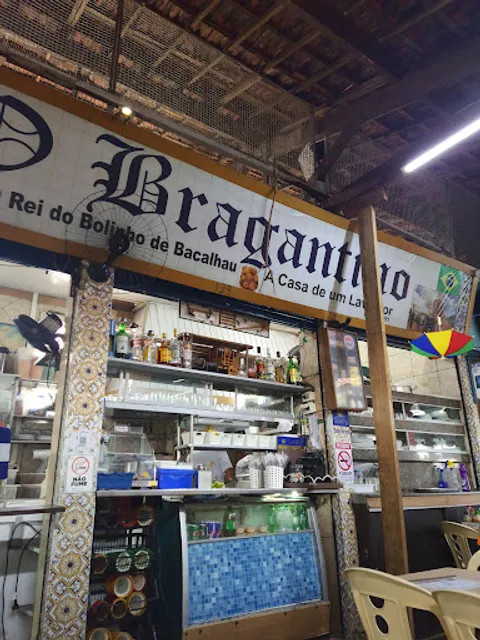 O Bragantino
Rei do Bolinho de Bacalhau
A Casa de um Lavrador
NÃO
FUME